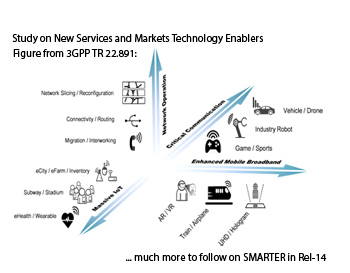 Study on New Services and Markets Technology Enablers
Figure from 3GPP TR 22.891:
Network Slicing / Reconfiguration
Connectivity / Routing
Migration / Interworking
Network Operation
Critical Communication
Vehicle / Drone
Industry Robot
Game / Sports
Enhanced Mobile Broadband
eCity / eFarm / Inventory
Subway / Stadium
eHealth / Wearable
Massive IoT
AR / VR
Train / Airplane
UHD / Hologram
... much more to follow on SMARTER in Rel-14